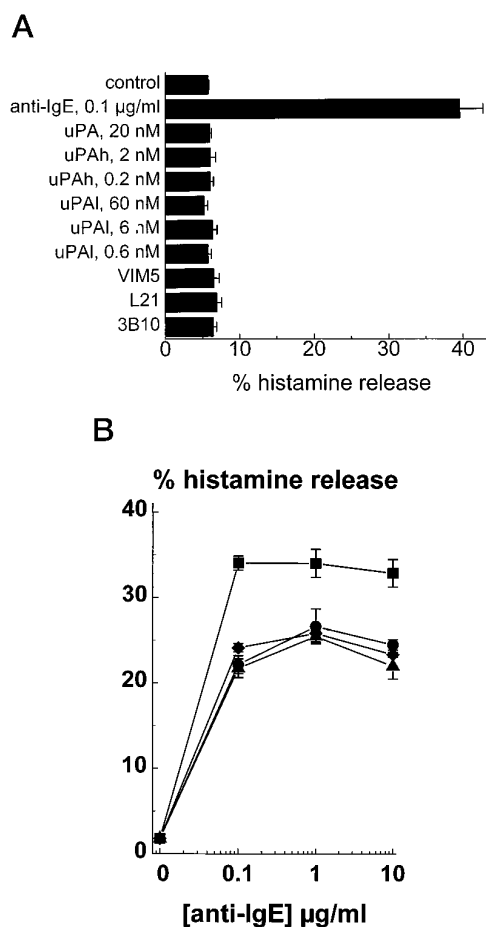 A
control
anti-IgE, 0.1 µg/ml
uPA, 20 nM
uPAh, 2 nM
uPAh, 0.2 nM
uPAl, 60 nM
uPAl, 6 nM
uPAl, 0.6 nM
VIM5
L21
3B10
0 10 20 30 40
% histamine release
B
% histamine release
40
30
20
10
0
0 0.1 1 10
[anti-IgE] µg/ml